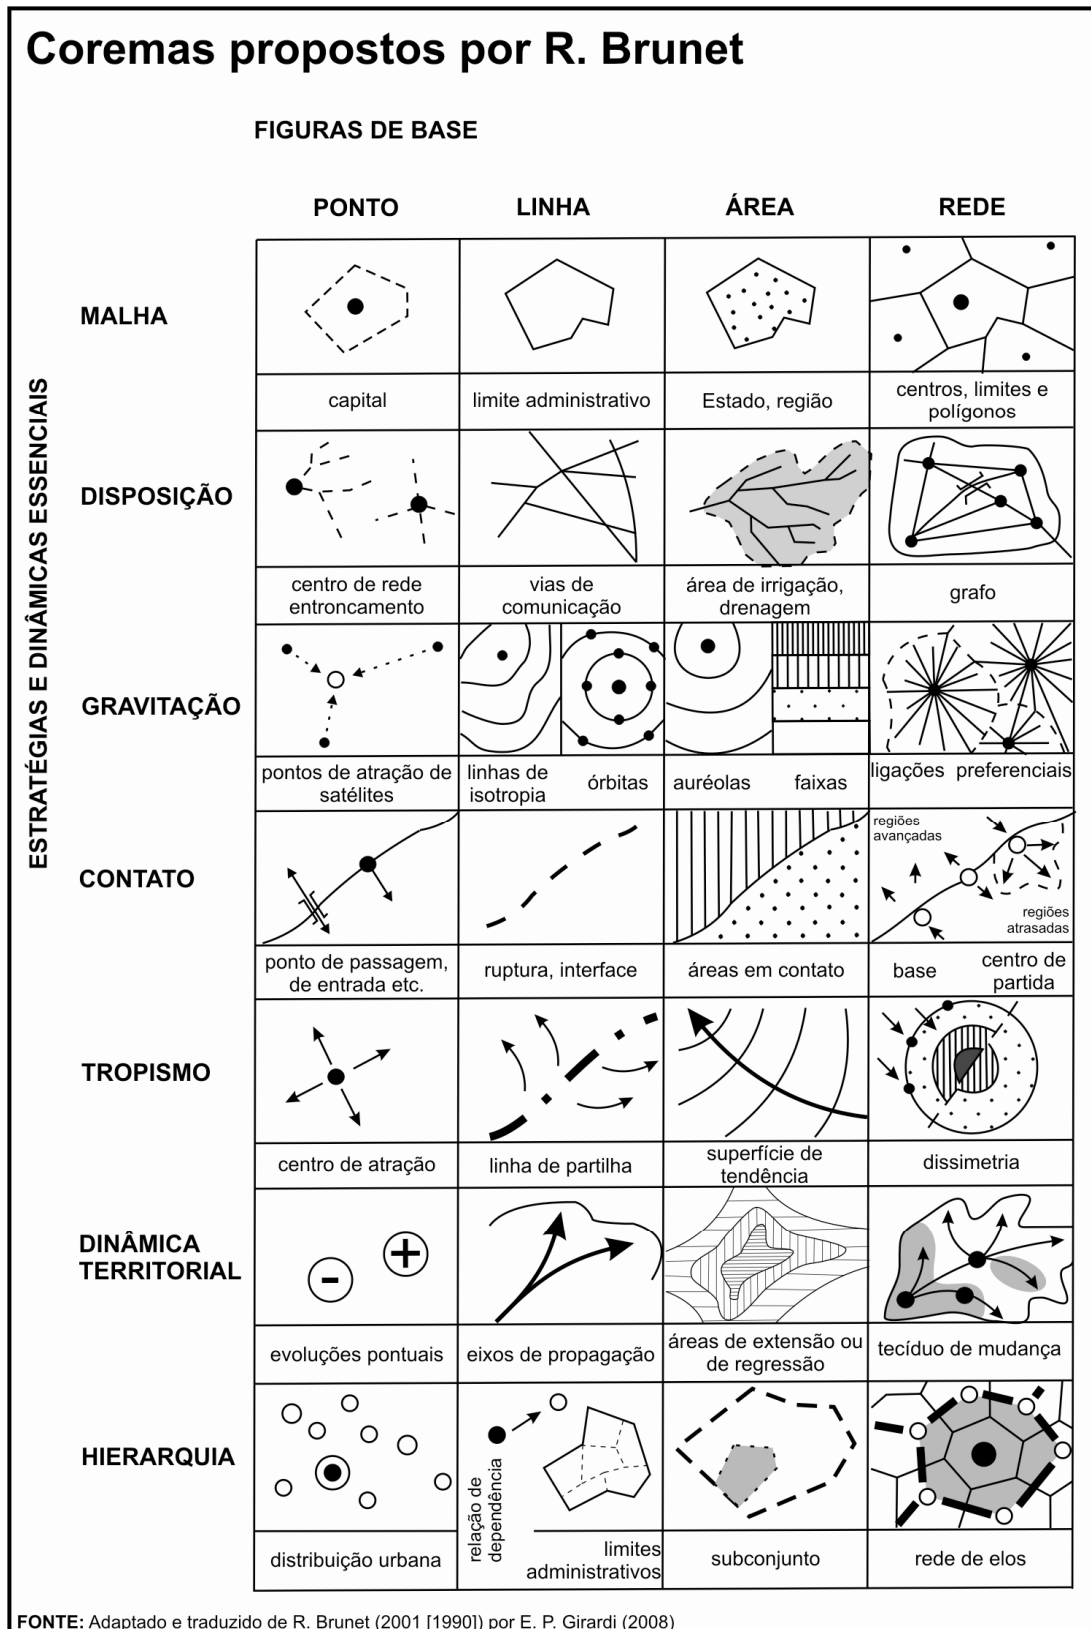 Coremas propostos por R. Brunet
FIGURAS DE BASE
PONTO LINHA ÁREA REDE
ESTRATÉGIAS E DINÂMICAS ESSENCIAIS
MALHA
capital
limite administrativo
Estado, região
centros, limites e
polígonos
DISPOSIÇÃO
centro de rede
entroncamento
vias de
comunicação
área de irrigação,
drenagem
grafo
GRAVITAÇÃO
pontos de atração de
satélites
linhas de
isotropia
órbitas
auréolas
faixas
ligações preferenciais
CONTATO
regiões
avançadas
regiões
atrasadas
ponto de passagem,
de entrada etc.
ruptura, interface
áreas em contato
base
centro de
partida
TROPISMO
centro de atração
linha de partilha
superfície de
tendência
dissimetria
DINÂMICA
TERRITORIAL
-
+
evoluções pontuais
eixos de propagação
áreas de extensão ou
de regressão
tecíduo de mudança
HIERARQUIA
distribuição urbana
relação de
dependência
limites
administrativos
subconjunto
rede de elos
FONTE: Adaptado e traduzido de R. Brunet (2001 [1990]) por E. P. Girardi (2008)